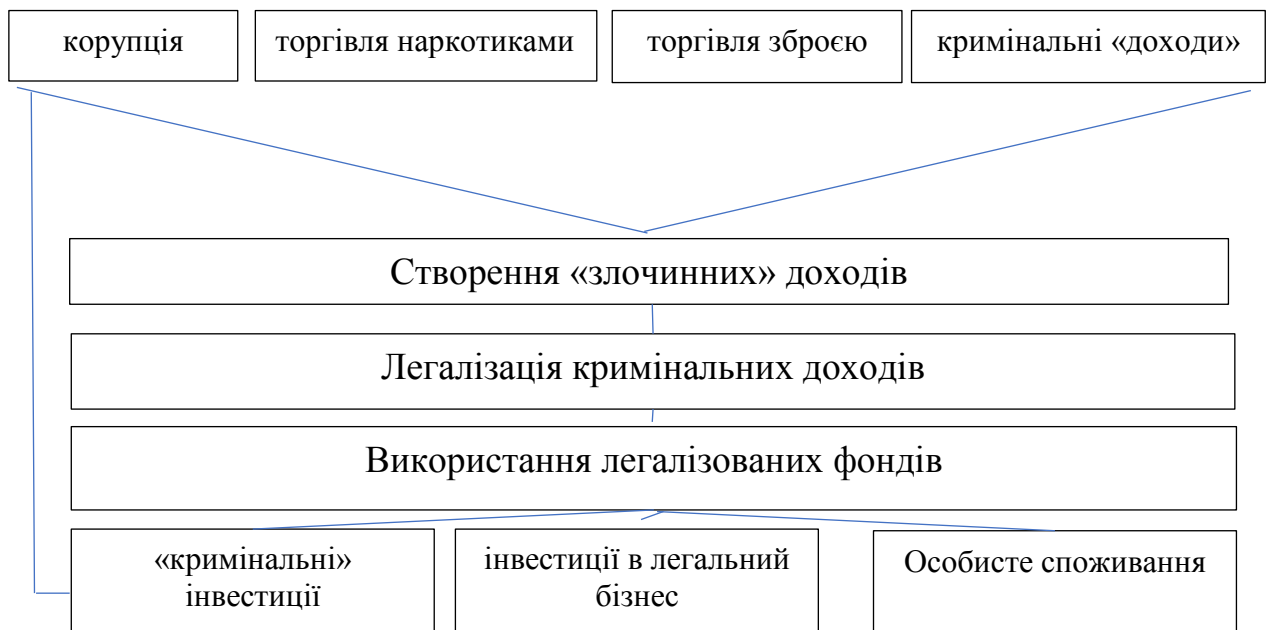 корупція
торгівля наркотиками
торгівля зброєю
кримінальні «доходи»
Створення «злочинних» доходів
Легалізація кримінальних доходів
Використання легалізованих фондів
«кримінальні»
інвестиції
інвестиції в легальний
бізнес
Особисте споживання